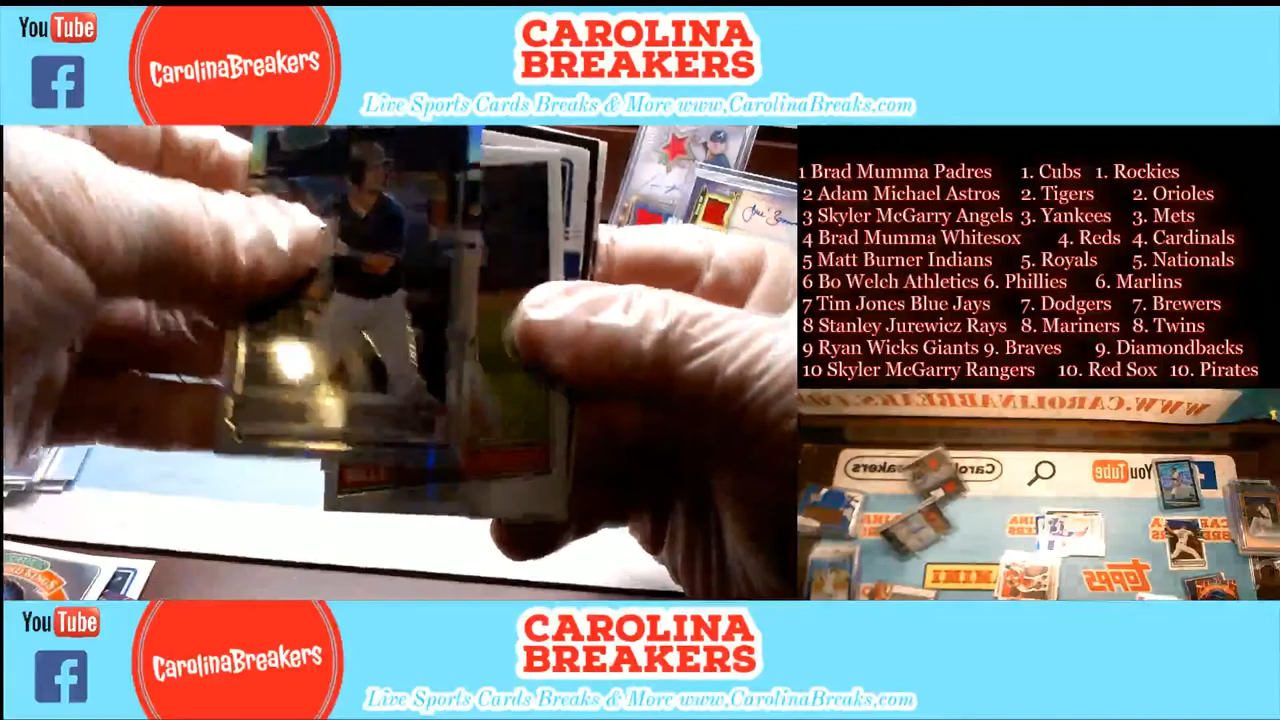 YouTube
CarolinaBreakers
CAROLINA
BREAKERS
Live Sports Cards Breaks & More www.CarolinaBreaks.com
1 Brad Mumma Padres 1. Cubs 1. Rockies
2 Adam Michael Astros 2. Tigers 2. Orioles
3 Skyler McGarry Angels 3. Yankees 3. Mets
4 Brad Mumma Whitesox 4. Reds 4. Cardinals
5 Matt Burner Indians 5. Royals 5. Nationals
6 Bo Welch Athletics 6. Phillies 6. Marlins
7 Tim Jones Blue Jays 7. Dodgers 7. Brewers
8 Stanley Jurewicz Rays 8. Mariners 8. Twins
9 Ryan Wicks Giants 9. Braves 9. Diamondbacks
10 Skyler McGarry Rangers 10. Red Sox 10. Pirates
WWW.CAROLINABREAKS.
YouTube
PANINI
TOPPS
YouTube
CarolinaBreakers
CAROLINA
BREAKERS
Live Sports Cards Breaks & More www.CarolinaBreaks.com